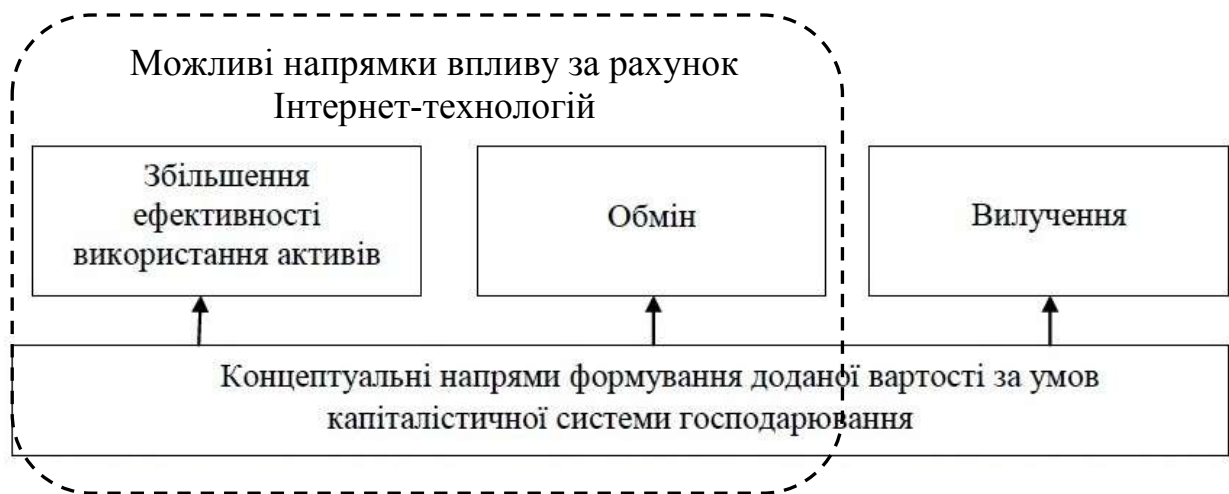 Можливі напрямки впливу за рахунок
Інтернет-технологій
Збільшення
ефективності
використання активів
Обмін
Вилучення
Концептуальні напрями формування доданої вартості за умов
капіталістичної системи господарювання